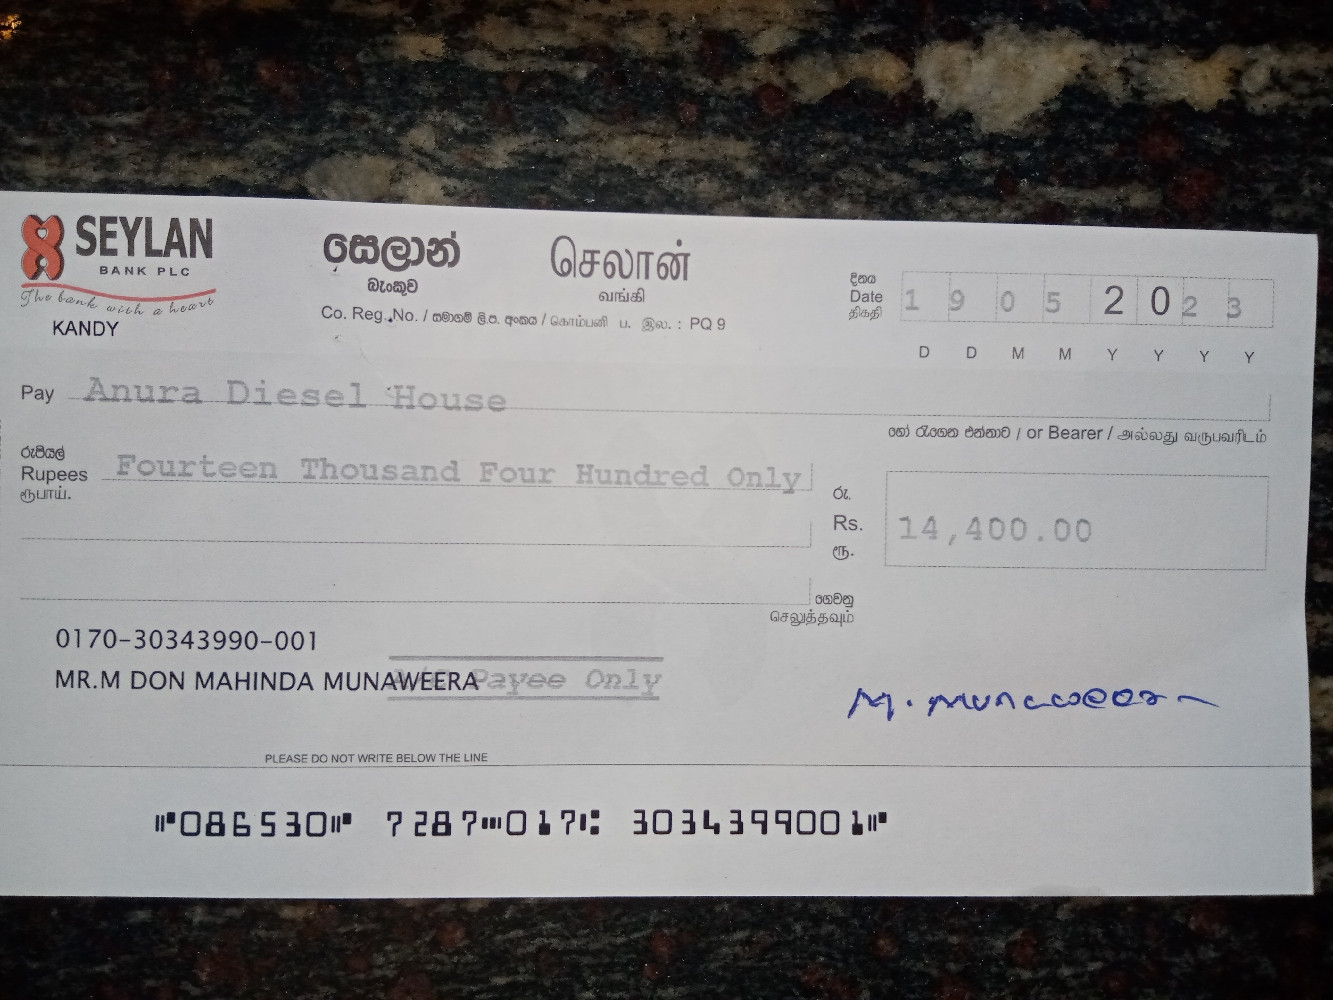 SEYLAN
BANK PLC
The bank with a heart
KANDY
සෙලාන්
බැංකුව
செலான்
வங்கி
Co. Reg. No. / සමාගම් ලි.ප. අංකය / கொம்பனி ப. இல. : PQ 9
දිනය
Date
திகதி
1 9 0 5 2 0 2 3
D D M M Y Y Y Y
Pay Anura Diesel House
හෝ රැගෙන එන්නාට / or Bearer / அல்லது வருபவரிடம்
රුපියල්
Rupees Fourteen Thousand Four Hundred Only
ரூபாய்.
රු.
Rs. 14,400.00
ரூ.
ගෙවනු
செலுத்தவும்
0170-30343990-001
MR.M DON MAHINDA MUNAWEERA
A/C Payee Only
M. Munaweera
PLEASE DO NOT WRITE BELOW THE LINE
⑈086530⑈ 7287⑉017⑆ 3034399001⑈